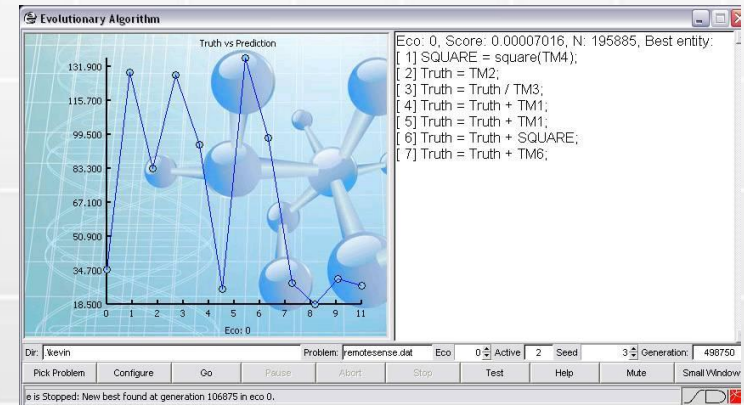 Evolutionary Algorithm
Truth vs Prediction
131.700
115.700
99.500
83.300
67.100
50.900
34.700
18.500
0 1 2 3 4 5 6 7 8 9 11
Eco: 0
Eco: 0, Score: 0.00007016, N: 195885, Best entity:
[ 1] SQUARE = square(TM4);
[ 2] Truth = TM2;
[ 3] Truth = Truth / TM3;
[ 4] Truth = Truth + TM1;
[ 5] Truth = Truth + TM1;
[ 6] Truth = Truth + SQUARE;
[ 7] Truth = Truth + TM6;
Dir: .\kevin Problem: remotesense.dat Eco 0 Active 2 Seed 3 Generation: 498750
Pick Problem Configure Go Pause Abort Stop Test Help Mute Small Window
e is Stopped: New best found at generation 106875 in eco 0.